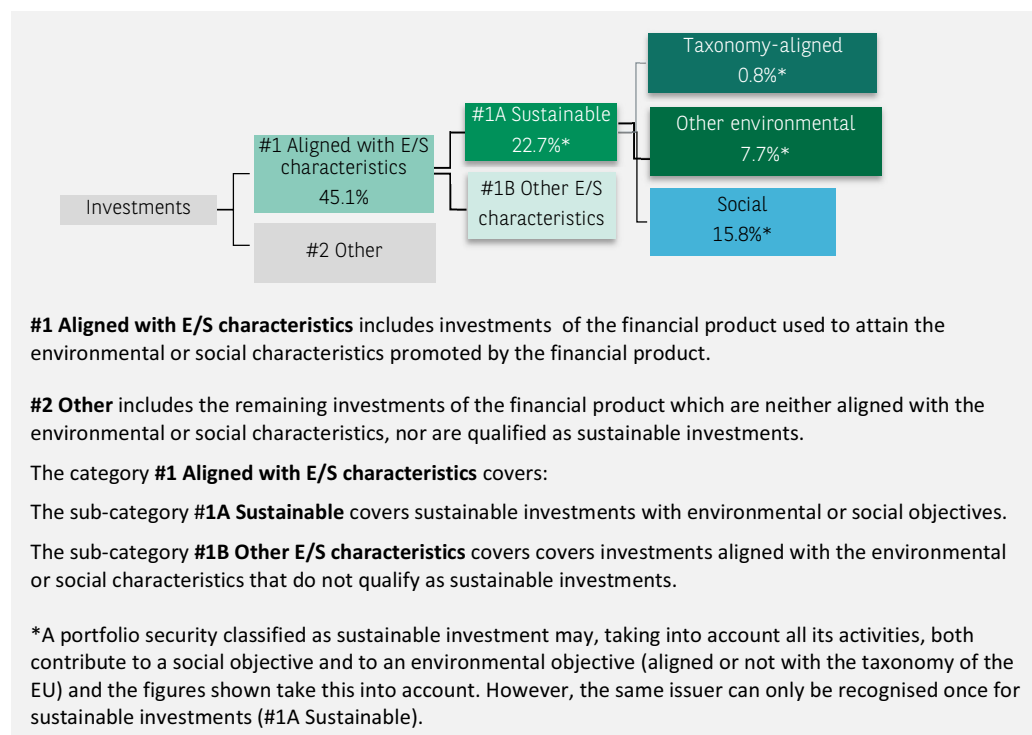 Taxonomy-aligned
0.8%*
#1A Sustainable
22.7%*
Other environmental
7.7%*
#1 Aligned with E/S
characteristics
45.1%
#1B Other E/S
characteristics
Investments
Social
15.8%*
#2 Other
#1 Aligned with E/S characteristics includes investments of the financial product used to attain the
environmental or social characteristics promoted by the financial product.
#2 Other includes the remaining investments of the financial product which are neither aligned with the
environmental or social characteristics, nor are qualified as sustainable investments.
The category #1 Aligned with E/S characteristics covers:
The sub-category #1A Sustainable covers sustainable investments with environmental or social objectives.
The sub-category #1B Other E/S characteristics covers covers investments aligned with the environmental
or social characteristics that do not qualify as sustainable investments.
*A portfolio security classified as sustainable investment may, taking into account all its activities, both
contribute to a social objective and to an environmental objective (aligned or not with the taxonomy of the
EU) and the figures shown take this into account. However, the same issuer can only be recognised once for
sustainable investments (#1A Sustainable).